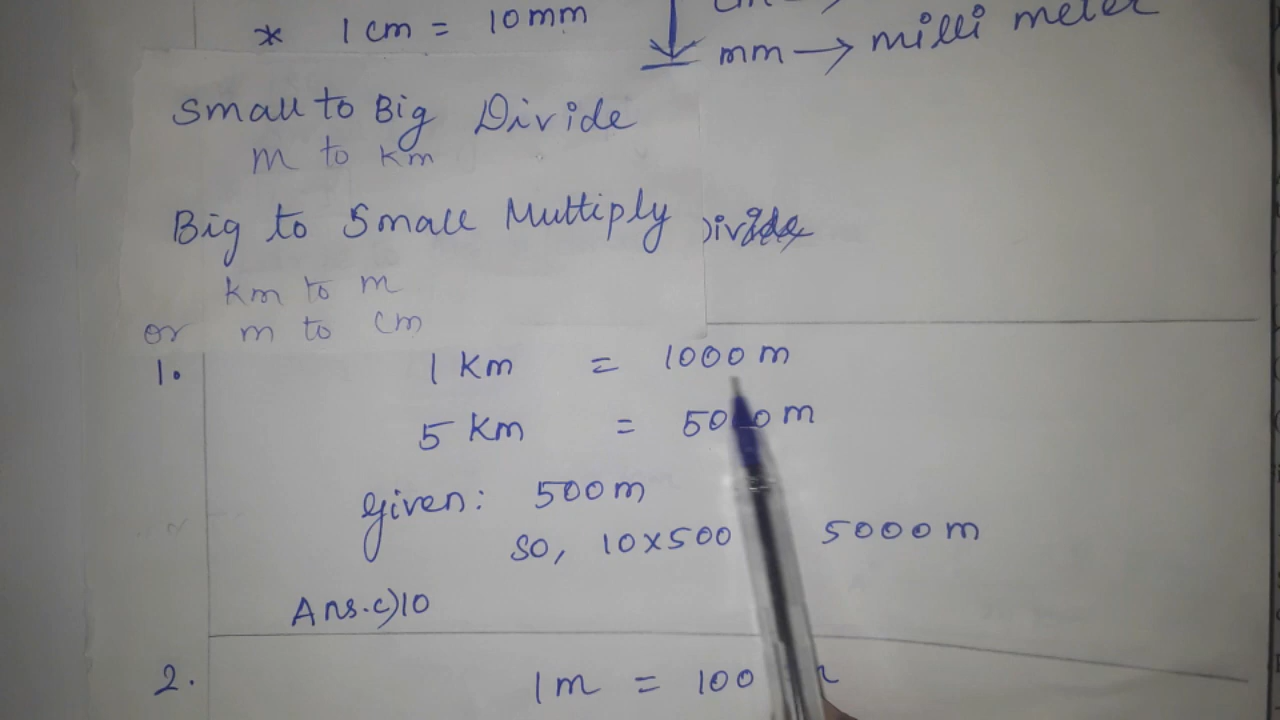 * 1 cm = 10 mm
cm →
mm → milli meter
Small to Big Divide
m to km
Big to Small Multiply
km to m
or m to cm
1. 1 Km = 1000 m
5 Km = 5000 m
given: 500 m
so, 10x500 5000 m
Ans. c) 10
2. 1 m = 100